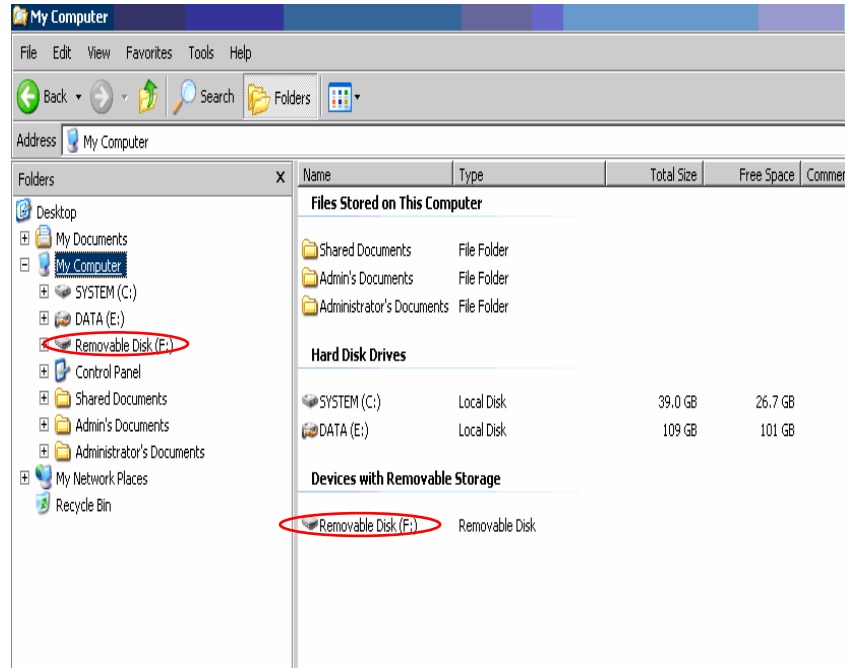 My Computer
File Edit View Favorites Tools Help
Back Search Folders
Address My Computer
Folders X
Desktop
My Documents
My Computer
SYSTEM (C:)
DATA (E:)
Removable Disk (F:)
Control Panel
Shared Documents
Admin's Documents
Administrator's Documents
My Network Places
Recycle Bin
Name Type Total Size Free Space Commer
Files Stored on This Computer
Shared Documents File Folder
Admin's Documents File Folder
Administrator's Documents File Folder
Hard Disk Drives
SYSTEM (C:) Local Disk 39.0 GB 26.7 GB
DATA (E:) Local Disk 109 GB 101 GB
Devices with Removable Storage
Removable Disk (F:) Removable Disk